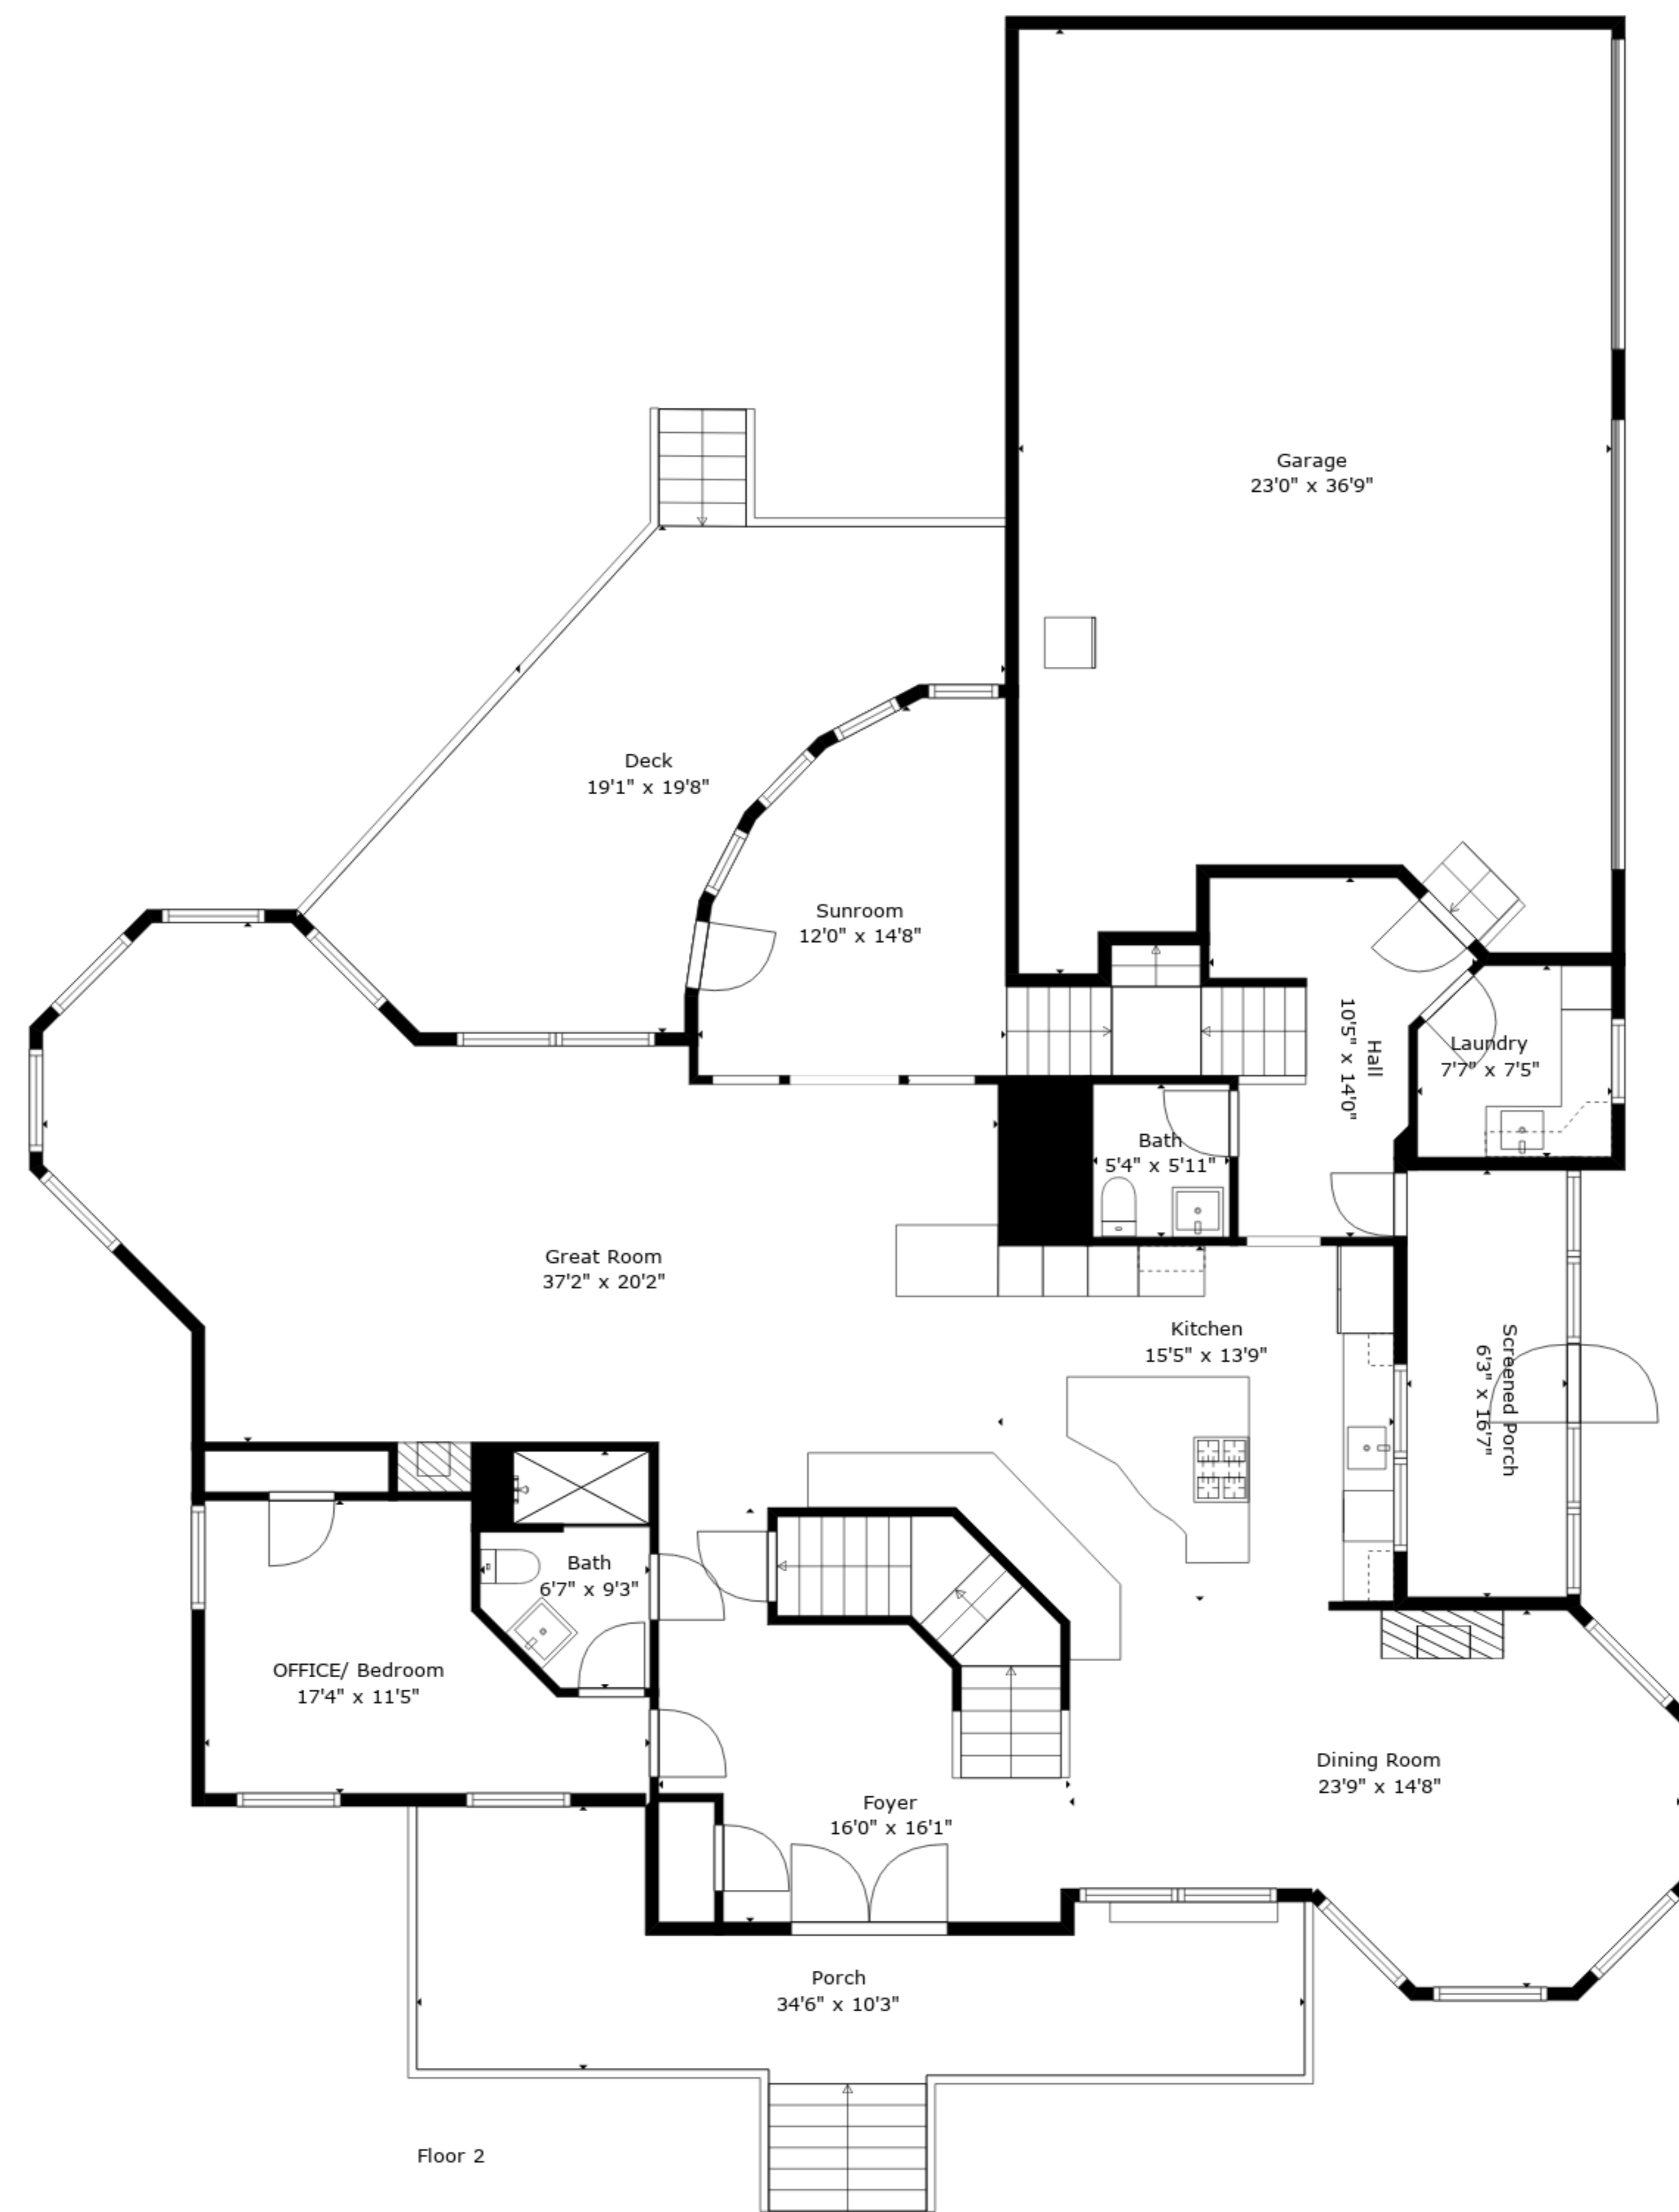 Garage
23'0" x 36'9"
Deck
19'1" x 19'8"
Sunroom
12'0" x 14'8"
Hall
10'5" x 14'0"
Laundry
7'7" x 7'5"
Bath
5'4" x 5'11"
Great Room
37'2" x 20'2"
Kitchen
15'5" x 13'9"
Screened Porch
6'3" x 16'7"
Bath
6'7" x 9'3"
OFFICE/ Bedroom
17'4" x 11'5"
Dining Room
23'9" x 14'8"
Foyer
16'0" x 16'1"
Porch
34'6" x 10'3"
Floor 2